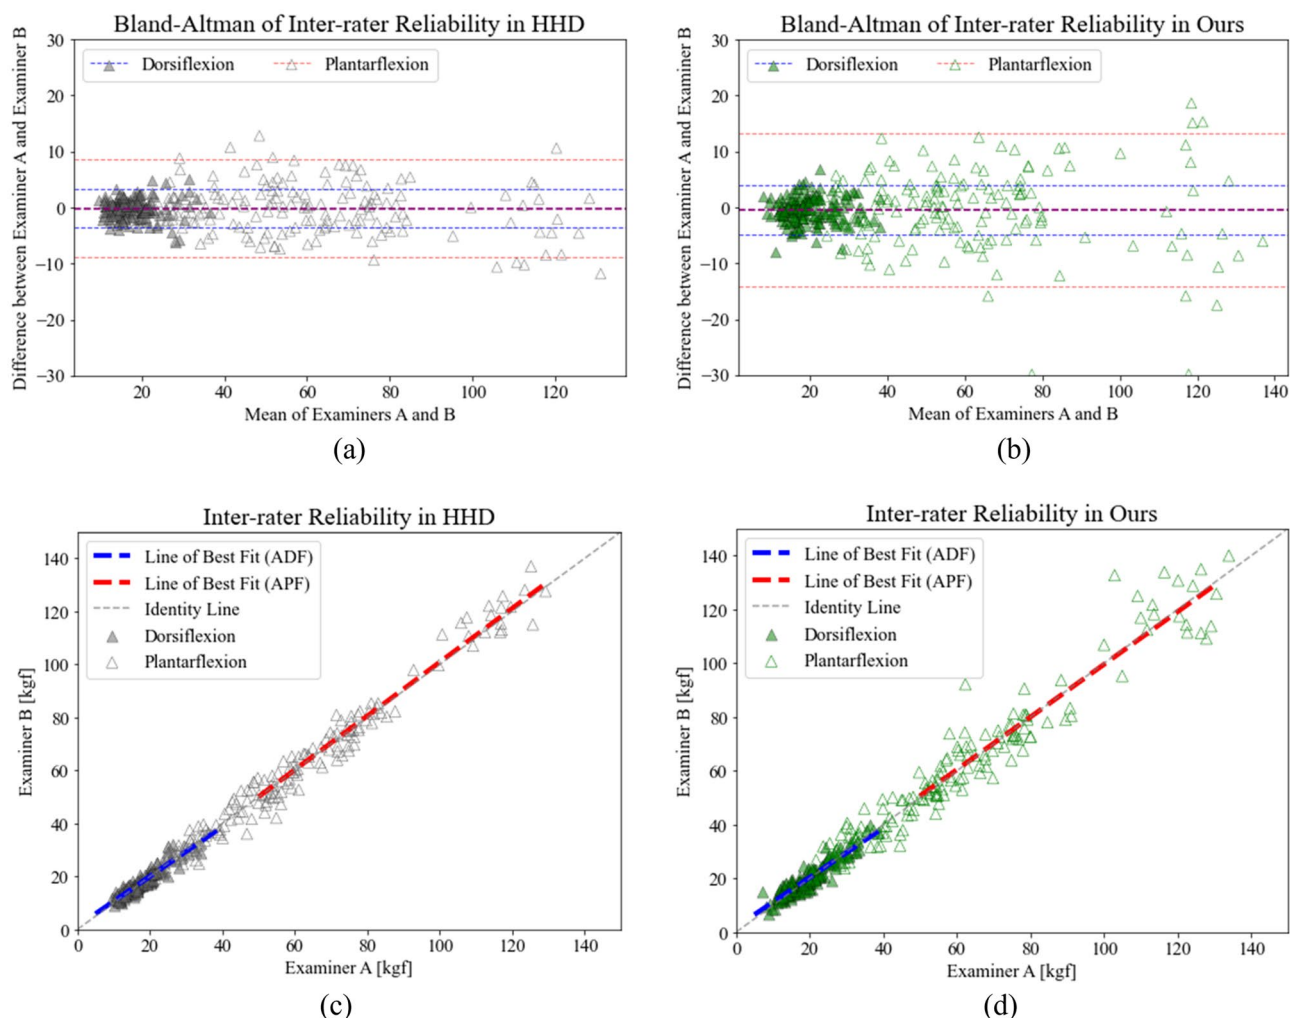 Bland-Altman of Inter-rater Reliability in HHD
Difference between Examiner A and Examiner B
30
20
10
0
−10
−20
−30
Dorsiflexion
Plantarflexion
20
40
60
80
100
120
Mean of Examiners A and B
(a)
Bland-Altman of Inter-rater Reliability in Ours
Difference between Examiner A and Examiner B
30
20
10
0
−10
−20
−30
Dorsiflexion
Plantarflexion
20
40
60
80
100
120
140
Mean of Examiners A and B
(b)
Inter-rater Reliability in HHD
Examiner B [kgf]
140
120
100
80
60
40
20
0
Line of Best Fit (ADF)
Line of Best Fit (APF)
Identity Line
Dorsiflexion
Plantarflexion
0
20
40
60
80
100
120
140
Examiner A [kgf]
(c)
Inter-rater Reliability in Ours
Examiner B [kgf]
140
120
100
80
60
40
20
0
Line of Best Fit (ADF)
Line of Best Fit (APF)
Identity Line
Dorsiflexion
Plantarflexion
0
20
40
60
80
100
120
140
Examiner A [kgf]
(d)